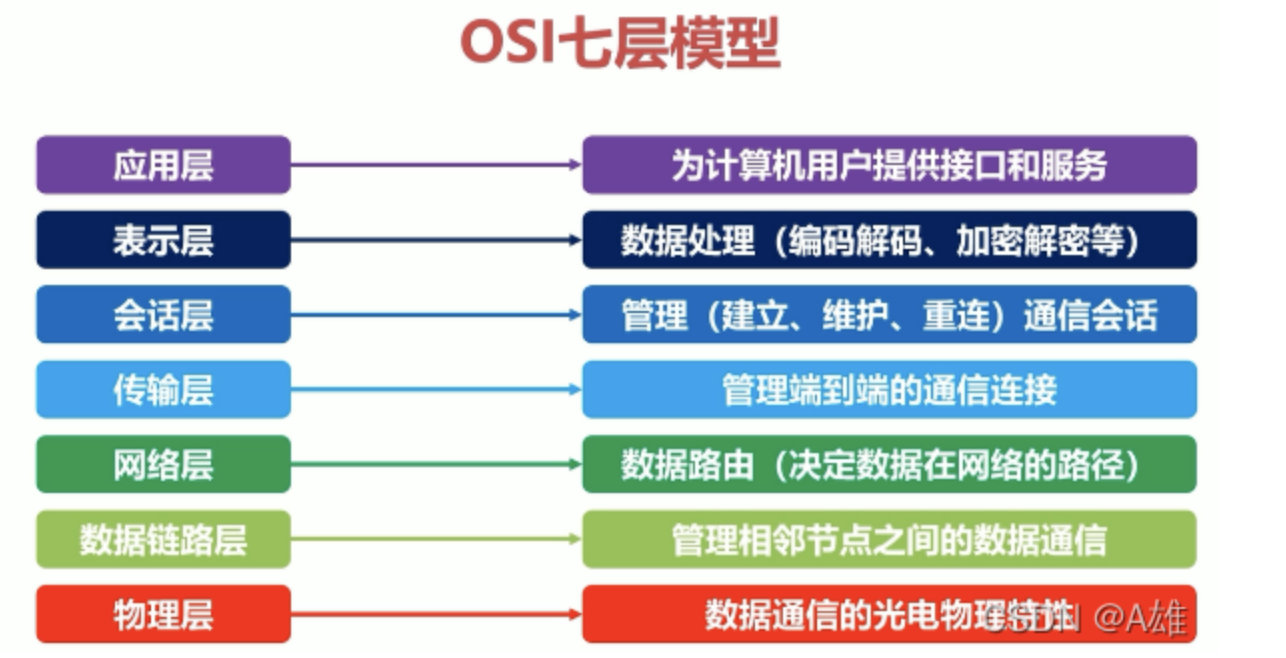 OSI七层模型
应用层
为计算机用户提供接口和服务
表示层
数据处理（编码解码、加密解密等）
会话层
管理（建立、维护、重连）通信会话
传输层
管理端到端的通信连接
网络层
数据路由（决定数据在网络的路径）
数据链路层
管理相邻节点之间的数据通信
物理层
数据通信的光电物理特性
CSDN @A雄